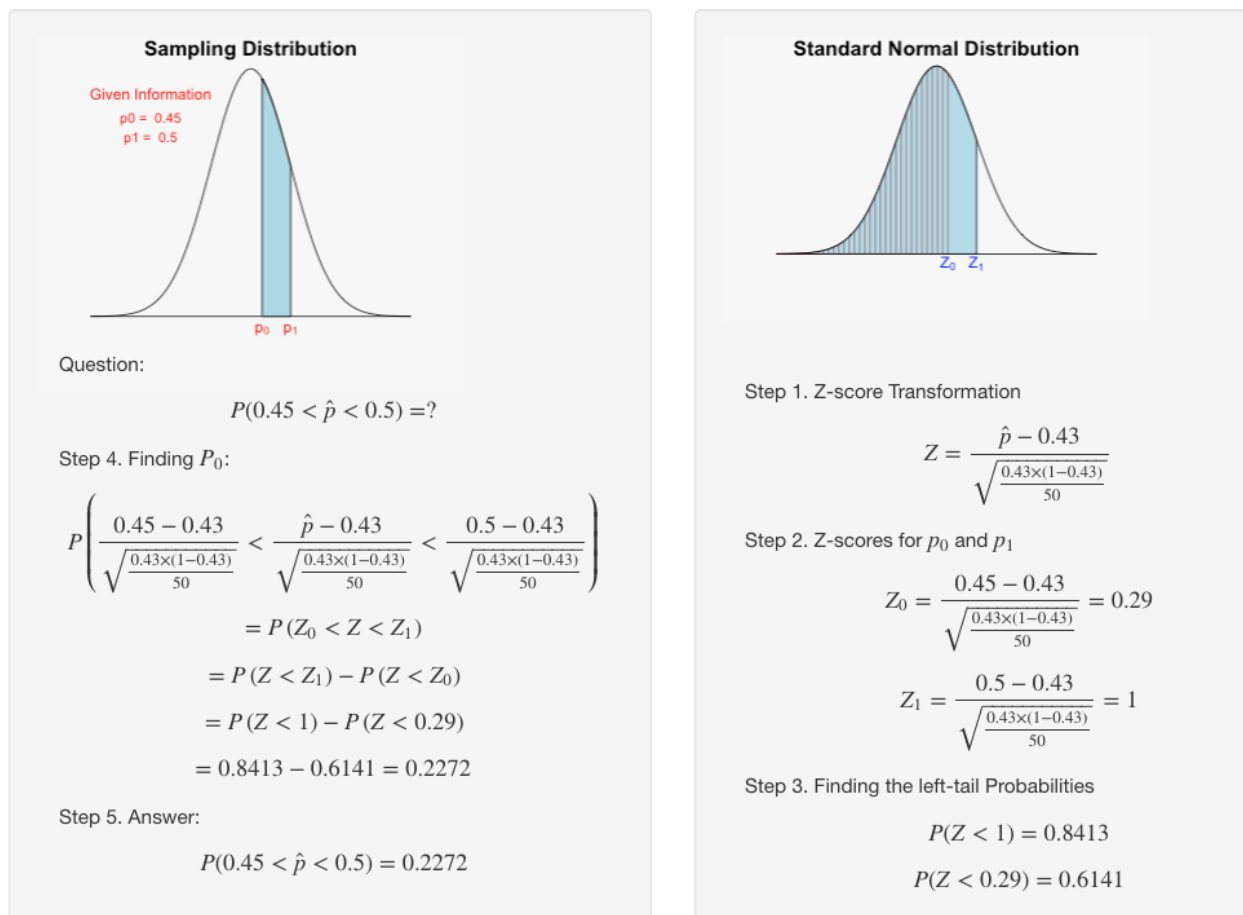 Sampling Distribution
Given Information
p0 = 0.45
p1 = 0.5
p₀ p₁
Question:
P(0.45 < p̂ < 0.5) =?
Step 4. Finding P₀:
P( (0.45 − 0.43)/√(0.43×(1−0.43)/50) < (p̂ − 0.43)/√(0.43×(1−0.43)/50) < (0.5 − 0.43)/√(0.43×(1−0.43)/50) )
= P (Z₀ < Z < Z₁)
= P (Z < Z₁) − P (Z < Z₀)
= P (Z < 1) − P (Z < 0.29)
= 0.8413 − 0.6141 = 0.2272
Step 5. Answer:
P(0.45 < p̂ < 0.5) = 0.2272
Standard Normal Distribution
Z₀ Z₁
Step 1. Z-score Transformation
Z = (p̂ − 0.43)/√(0.43×(1−0.43)/50)
Step 2. Z-scores for p₀ and p₁
Z₀ = (0.45 − 0.43)/√(0.43×(1−0.43)/50) = 0.29
Z₁ = (0.5 − 0.43)/√(0.43×(1−0.43)/50) = 1
Step 3. Finding the left-tail Probabilities
P(Z < 1) = 0.8413
P(Z < 0.29) = 0.6141